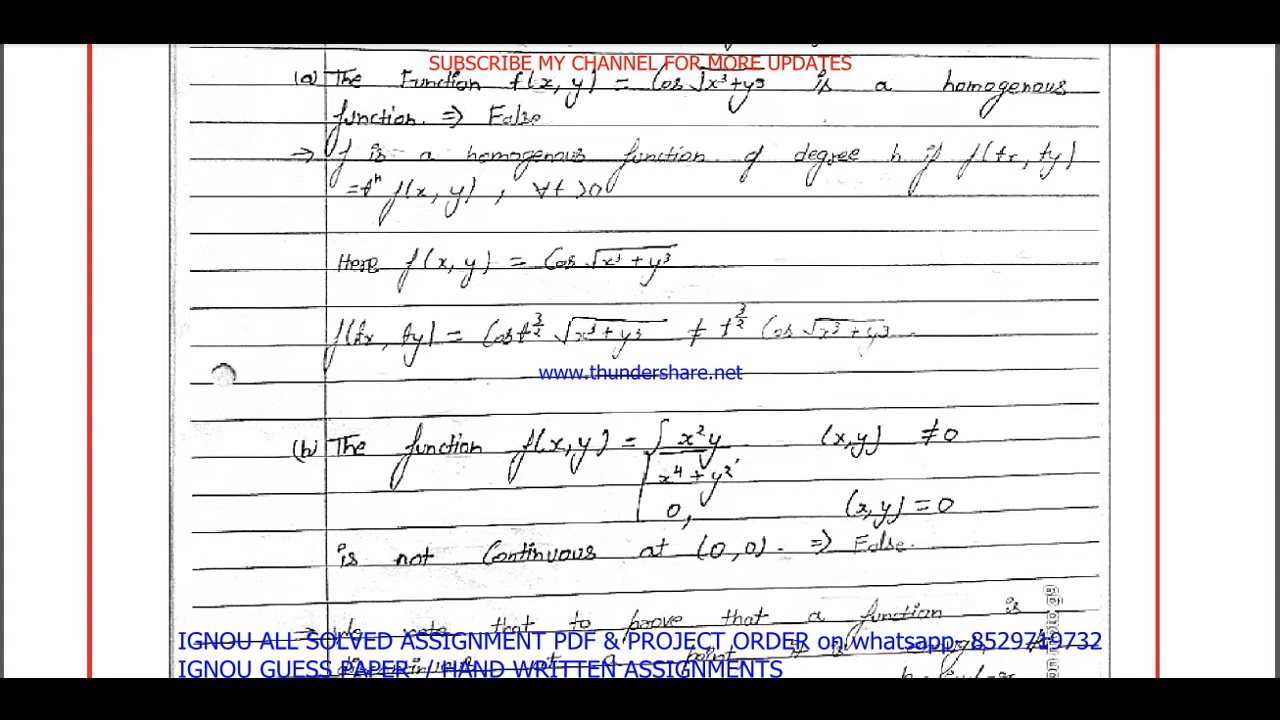 SUBSCRIBE MY CHANNEL FOR MORE UPDATES
(a) The Function f(x, y) = Cos √x³+y³ is a homogenous
function. ⇒ False
⇒ f is a homogenous function of degree h if f(tx, ty)
= tʰ f(x, y) , ∀t >0
Here f(x, y) = Cos √x³ + y³
f(tx, ty) = Cos t^3/2 √x³ + y³ ≠ t^3/2 Cos √x³ + y³
www.thundershare.net
(b) The function f(x,y) = { x²y / x⁴ + y² (x,y) ≠ 0
0, (x,y) = 0
is not Continuous at (0,0). ⇒ False.
⇒ that to prove that a function is
IGNOU ALL SOLVED ASSIGNMENT PDF & PROJECT ORDER on whatsapp:- 8529719732
at a point
IGNOU GUESS PAPER // HAND WRITTEN ASSIGNMENTS